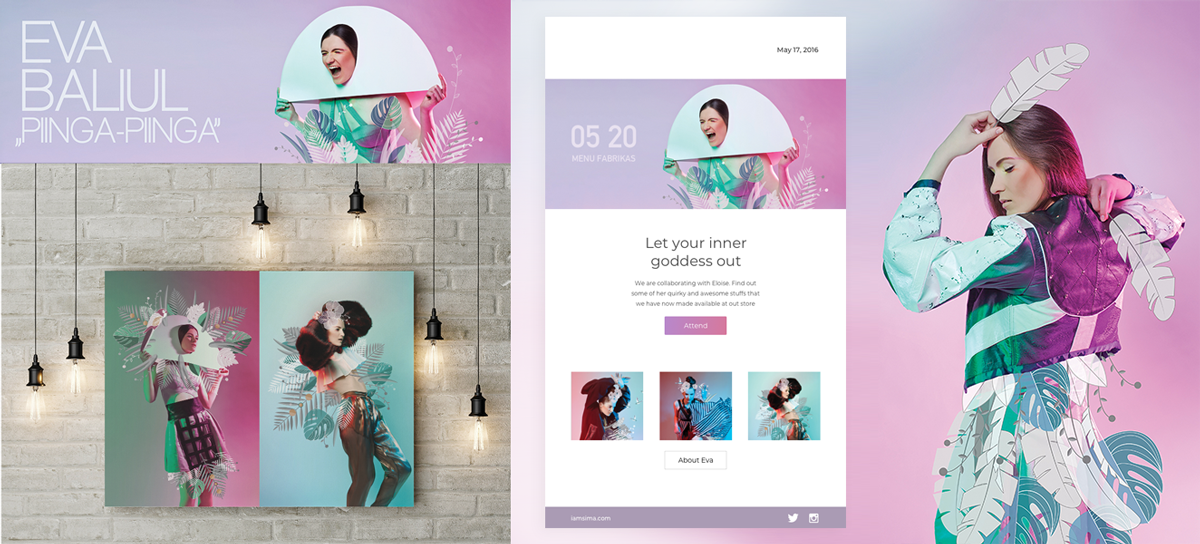 EVA
BALIUL
„PIINGA-PIINGA”
May 17, 2016
05 20
MENU FABRIKAS
Let your inner
goddess out
We are collaborating with Eloise. Find out
some of her quirky and awesome stuffs that
we have now made available at out store
Attend
About Eva
iamsima.com